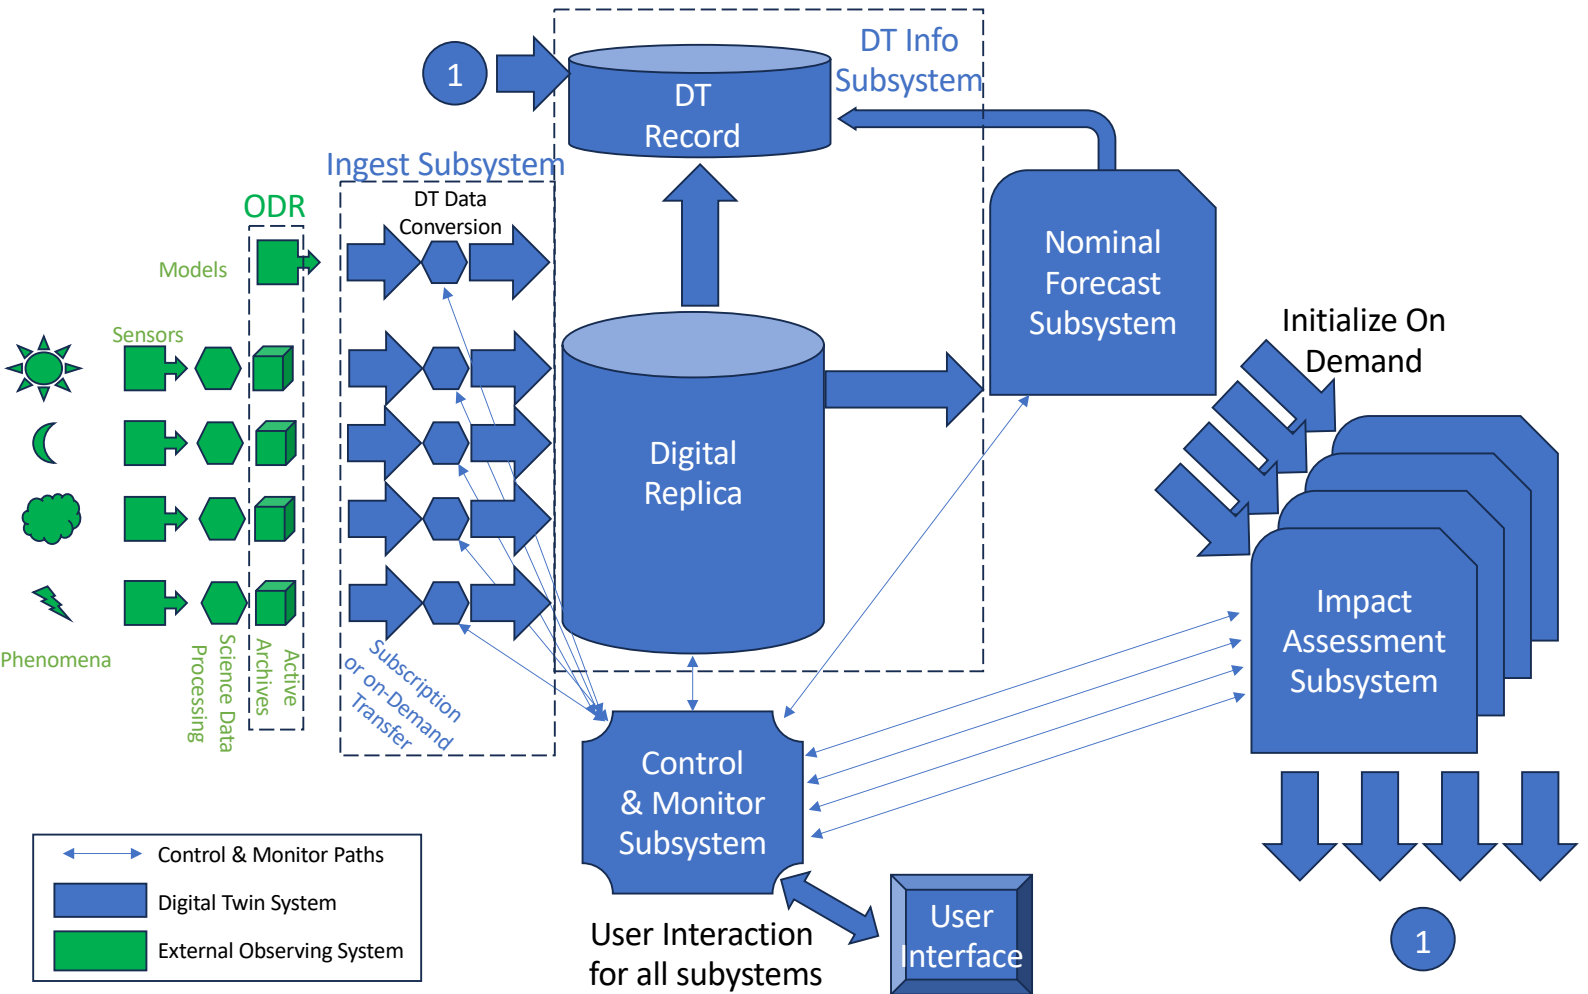 1
DT Info
Subsystem
DT
Record
Ingest Subsystem
DT Data
Conversion
ODR
Models
Sensors
Nominal
Forecast
Subsystem
Initialize On
Demand
Digital
Replica
Phenomena
Science Data
Processing
Active
Archives
Subscription
or on-Demand
Transfer
Impact
Assessment
Subsystem
Control
& Monitor
Subsystem
Control & Monitor Paths
Digital Twin System
External Observing System
User Interaction
for all subystems
User
Interface
1